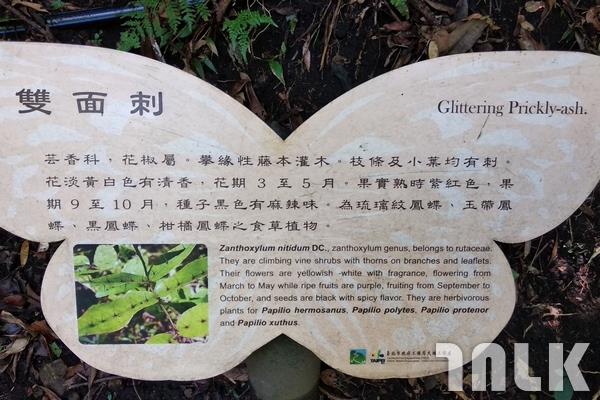 雙面刺
Glittering Prickly-ash.
芸香科，花椒屬。攀緣性藤本灌木。枝條及小葉均有刺。
花淡黃白色有清香，花期 3 至 5 月。果實熟時紫紅色，果
期 9 至 10 月，種子黑色有麻辣味。為琉璃紋鳳蝶、玉帶鳳
蝶、黑鳳蝶、柑橘鳳蝶之食草植物。
Zanthoxylum nitidum DC., zanthoxylum genus, belongs to rutaceae.
They are climbing vine shrubs with thorns on branches and leaflets.
Their flowers are yellowish -white with fragrance, flowering from
March to May while ripe fruits are purple, fruiting from September to
October, and seeds are black with spicy flavor. They are herbivorous
plants for Papilio hermosanus, Papilio polytes, Papilio protenor
and Papilio xuthus.
TAIPEI